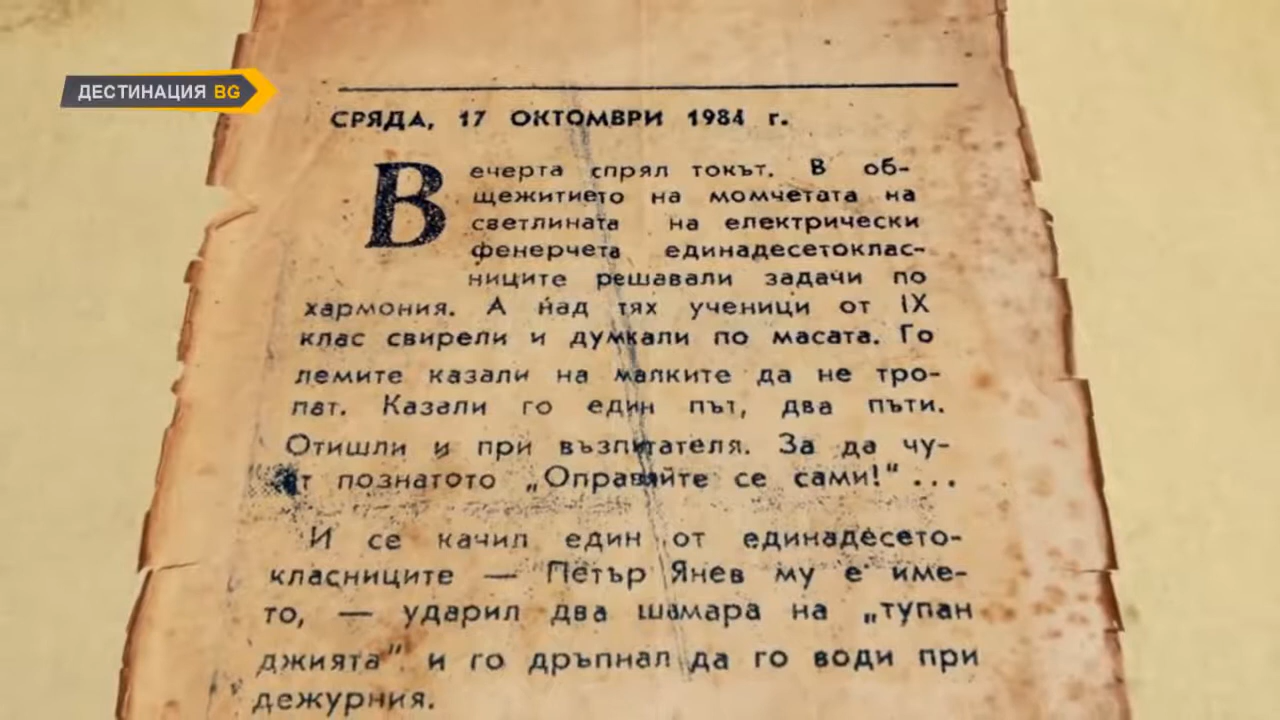 ДЕСТИНАЦИЯ BG
СРЯДА, 17 ОКТОМВРИ 1984 г.
Вечерта спрял токът. В об-
щежитието на момчетата на
светлината на електрически
фенерчета единадесетоклас-
ниците решавали задачи по
хармония. А над тях ученици от IX
клас свирели и думкали по масата. Го
лемите казали на малките да не тро-
пат. Казали го един път, два пъти.
Отишли и при възпитателя. За да чу-
ят познатото „Оправяйте се сами!“...
И се качил един от единадесето-
класниците — Петър Янев му е име-
то, — ударил два шамара на „тупан
джията“ и го дръпнал да го води при
дежурния.